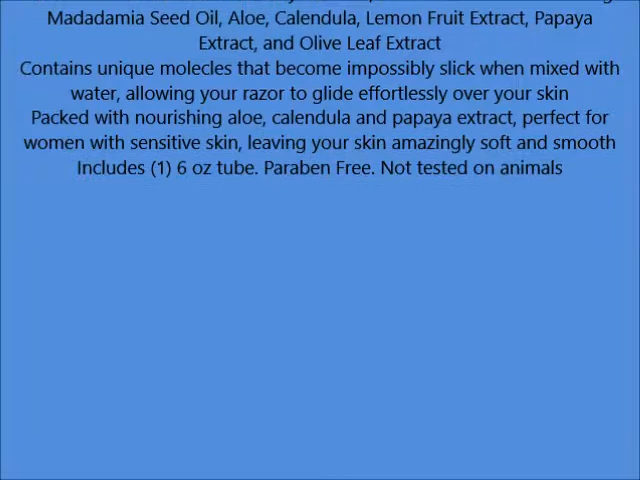 Madadamia Seed Oil, Aloe, Calendula, Lemon Fruit Extract, Papaya
Extract, and Olive Leaf Extract
Contains unique molecles that become impossibly slick when mixed with
water, allowing your razor to glide effortlessly over your skin
Packed with nourishing aloe, calendula and papaya extract, perfect for
women with sensitive skin, leaving your skin amazingly soft and smooth
Includes (1) 6 oz tube. Paraben Free. Not tested on animals